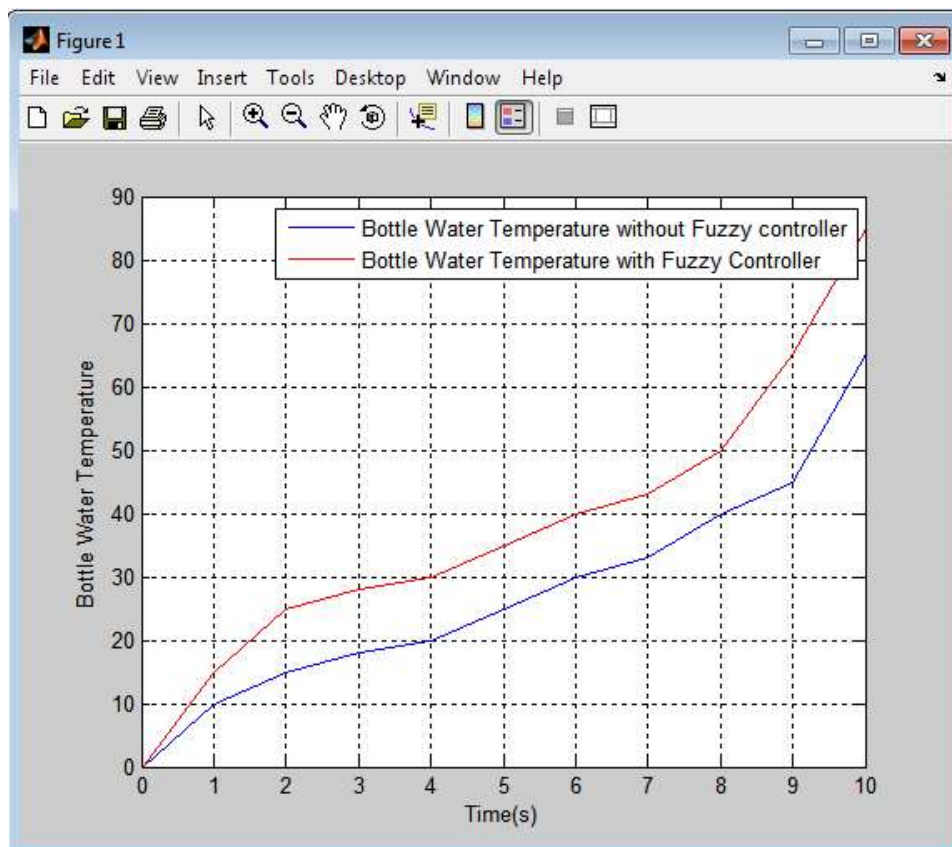 Figure 1
File Edit View Insert Tools Desktop Window Help
Bottle Water Temperature without Fuzzy controller
Bottle Water Temperature with Fuzzy Controller
90
80
70
60
50
40
30
20
10
0
Bottle Water Temperature
0 1 2 3 4 5 6 7 8 9 10
Time(s)